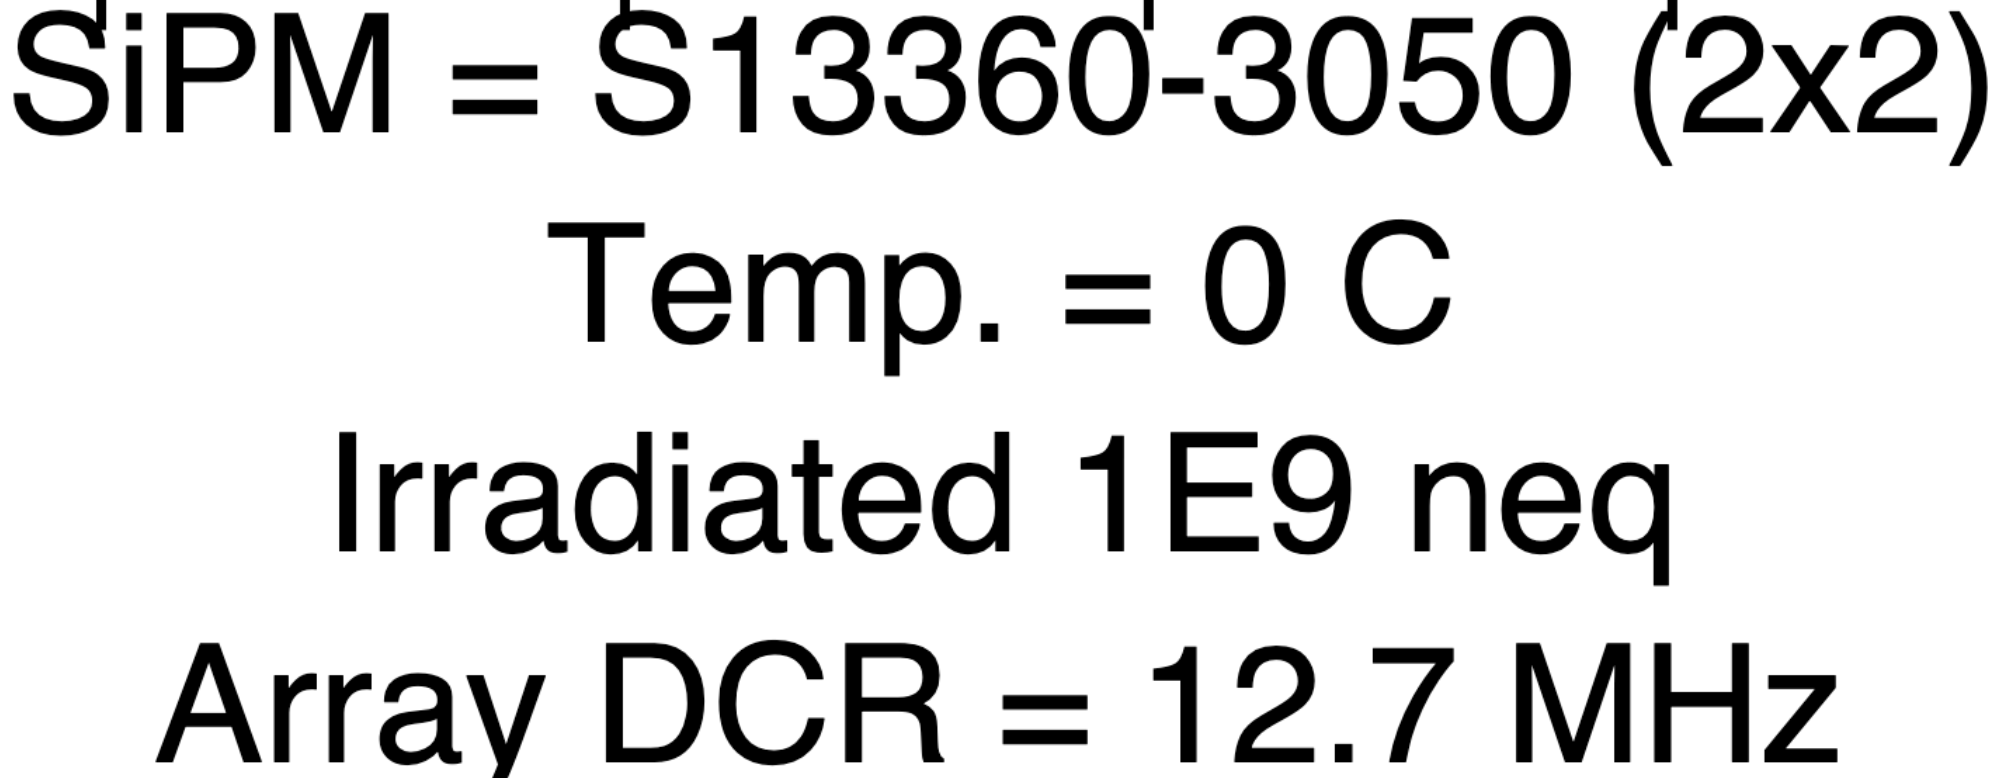 SiPM = S13360-3050 (2x2)
Temp. = 0 C
Irradiated 1E9 neq
Array DCR = 12.7 MHz